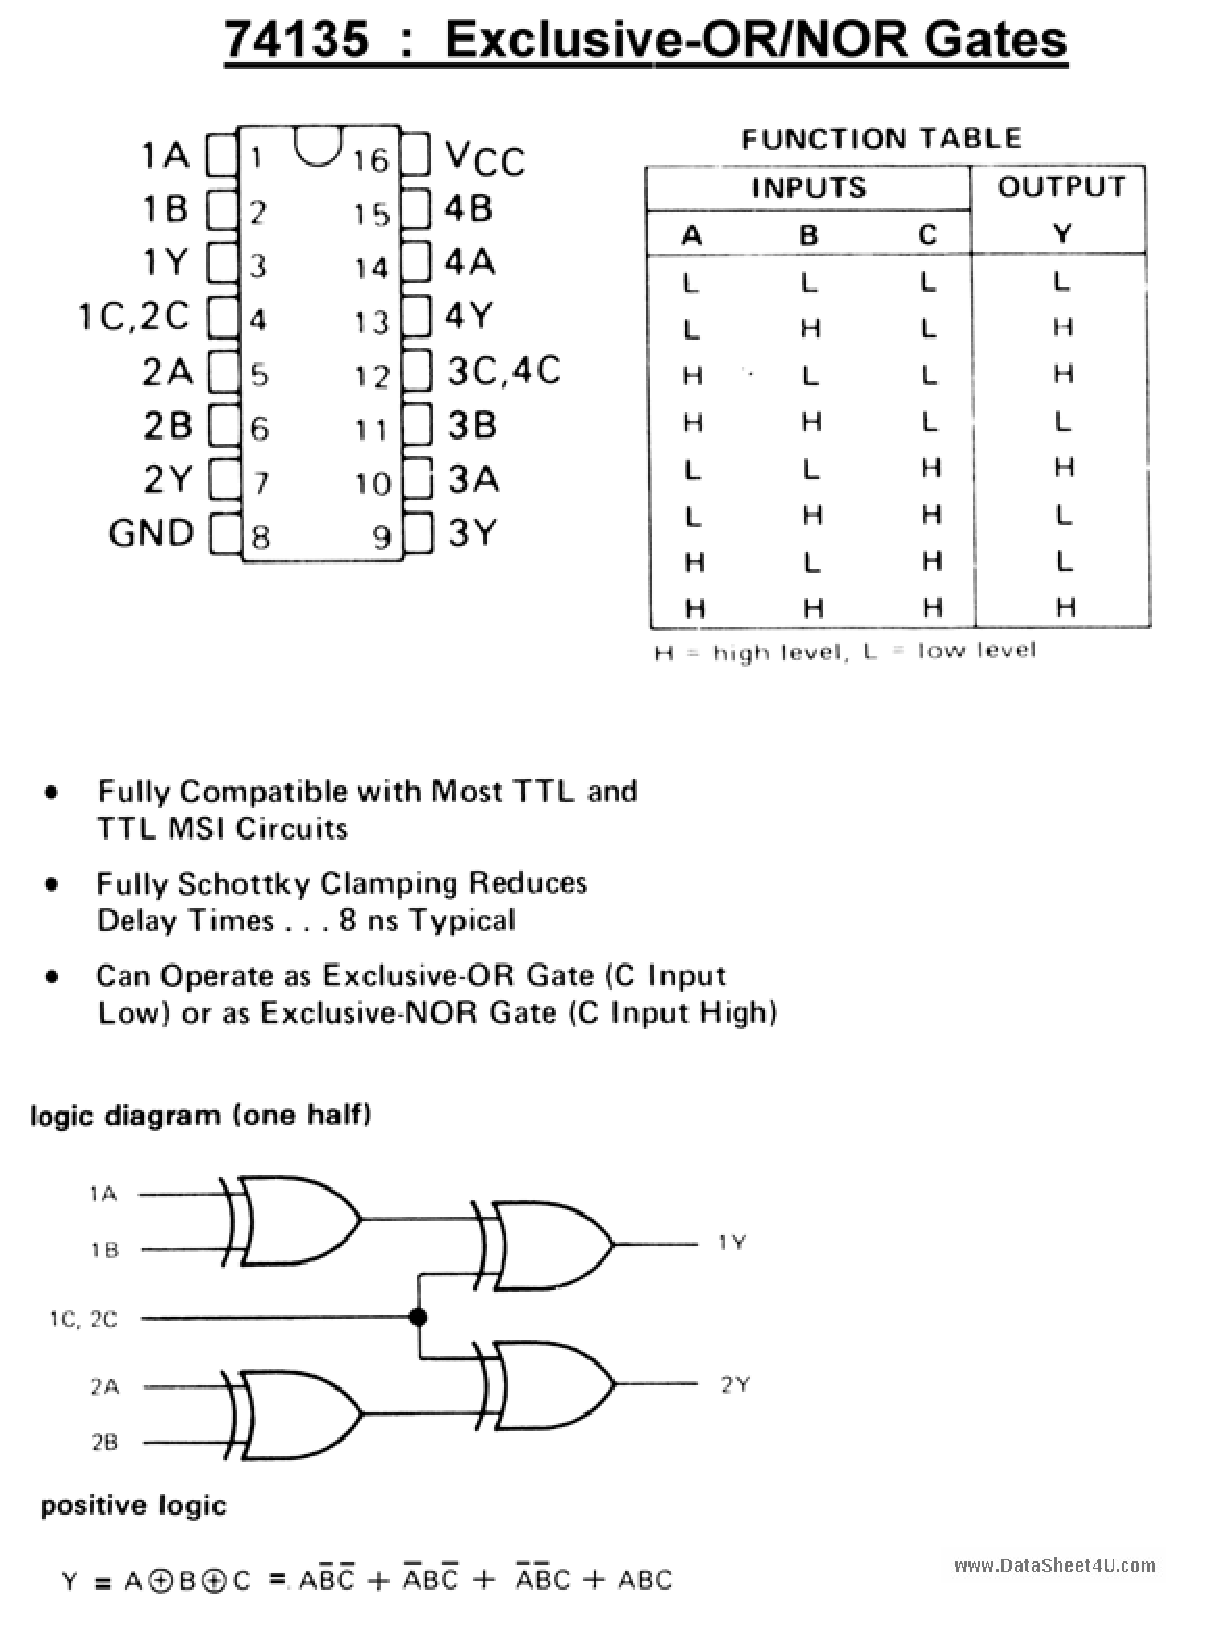 74135 : Exclusive-OR/NOR Gates
1A 1 16 VCC
1B 2 15 4B
1Y 3 14 4A
1C,2C 4 13 4Y
2A 5 12 3C,4C
2B 6 11 3B
2Y 7 10 3A
GND 8 9 3Y
FUNCTION TABLE
INPUTS OUTPUT
A B C Y
L L L L
L H L H
H L L H
H H L L
L L H H
L H H L
H L H L
H H H H
H = high level, L = low level
• Fully Compatible with Most TTL and
TTL MSI Circuits
• Fully Schottky Clamping Reduces
Delay Times . . . 8 ns Typical
• Can Operate as Exclusive-OR Gate (C Input
Low) or as Exclusive-NOR Gate (C Input High)
logic diagram (one half)
1A
1B
1Y
1C, 2C
2A
2Y
2B
positive logic
Y ≡ A⊕B⊕C = AB̅C̅ + A̅BC̅ + A̅B̅C + ABC
www.DataSheet4U.com